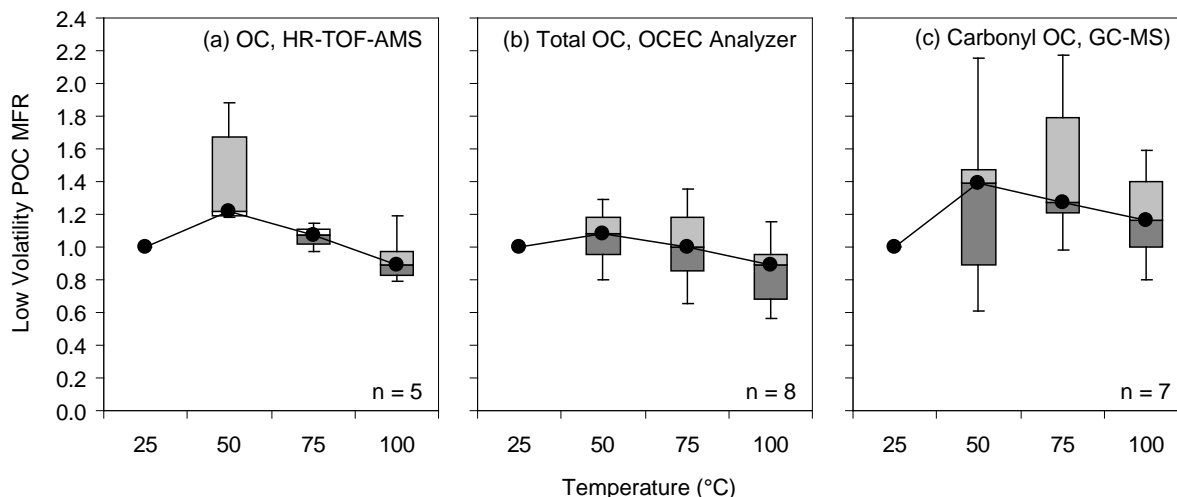 (a) OC, HR-TOF-AMS
(b) Total OC, OCEC Analyzer
(c) Carbonyl OC, GC-MS)
Low Volatility POC MFR
2.4
2.2
2.0
1.8
1.6
1.4
1.2
1.0
0.8
0.6
0.4
0.2
0.0
n = 5
n = 8
n = 7
25 50 75 100
25 50 75 100
25 50 75 100
Temperature (°C)